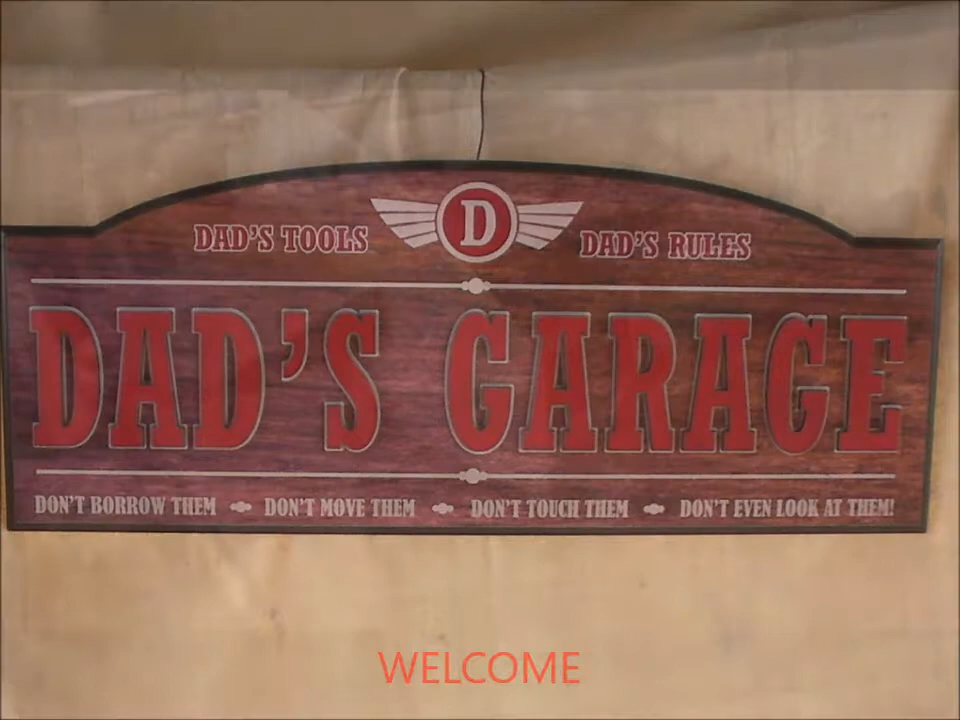 D
DAD'S TOOLS DAD'S RULES
DAD'S GARAGE
DON'T BORROW THEM DON'T MOVE THEM DON'T TOUCH THEM DON'T EVEN LOOK AT THEM!
WELCOME